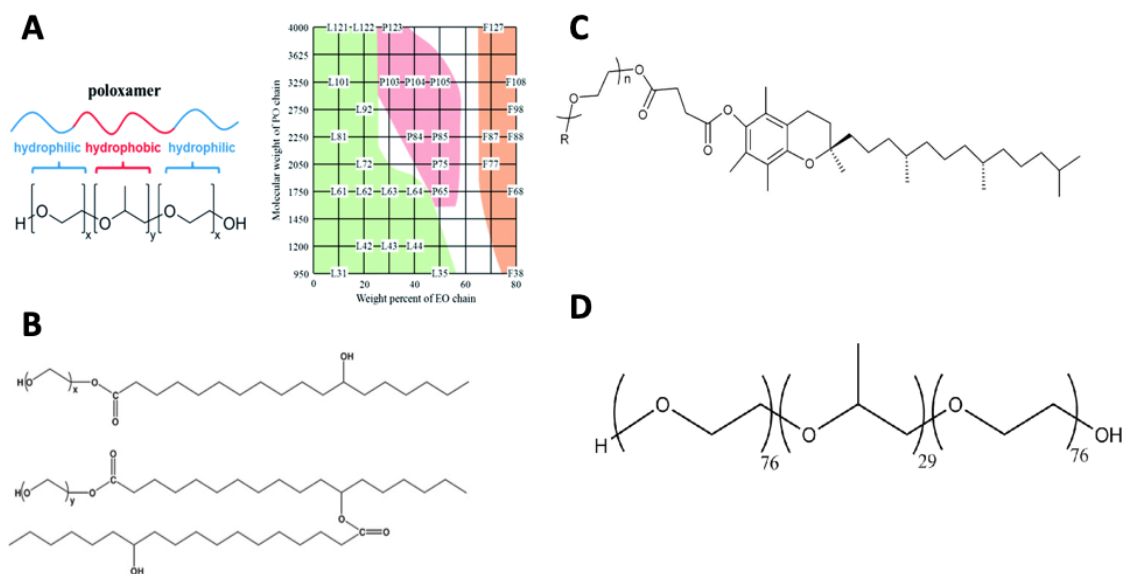 A
poloxamer
hydrophilic hydrophobic hydrophilic
H O x O y O x OH
Molecular weight of PO chain
4000 L121 L122 P123 F127
3625
3250 L101 P103 P104 P105 F108
2750 L92 F98
2250 L81 P84 P85 F87 F88
2050 L72 P75 F77
1750 L61 L62 L63 L64 P65 F68
1450
1200 L42 L43 L44
950 L31 L35 F38
0 20 40 60 80
Weight percent of EO chain
B
OH
HO x O C
O
O
HO y O C
O C O
OH
C
O n O O
O O
R O O
D
H O 76 O 29 O 76 OH